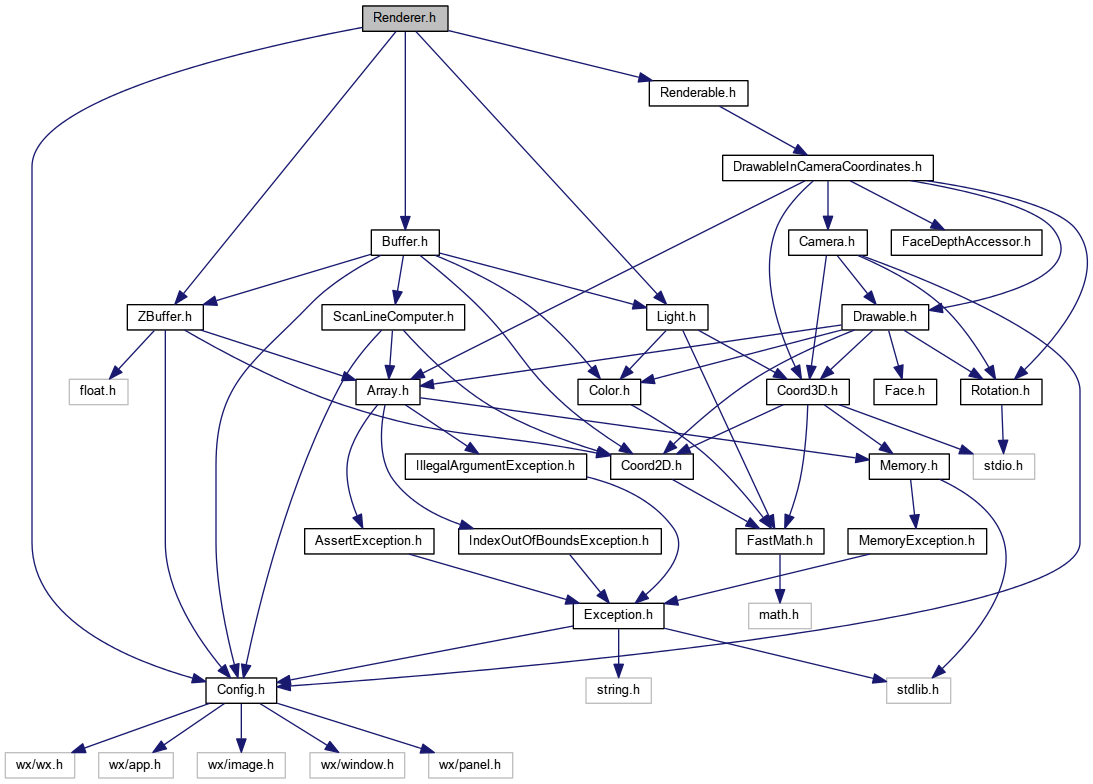 Renderer.h
Renderable.h
DrawableInCameraCoordinates.h
Buffer.h
Camera.h
FaceDepthAccessor.h
ZBuffer.h
ScanLineComputer.h
Light.h
Drawable.h
float.h
Array.h
Color.h
Coord3D.h
Face.h
Rotation.h
IllegalArgumentException.h
Coord2D.h
Memory.h
stdio.h
AssertException.h
IndexOutOfBoundsException.h
FastMath.h
MemoryException.h
Exception.h
math.h
Config.h
string.h
stdlib.h
wx/wx.h
wx/app.h
wx/image.h
wx/window.h
wx/panel.h